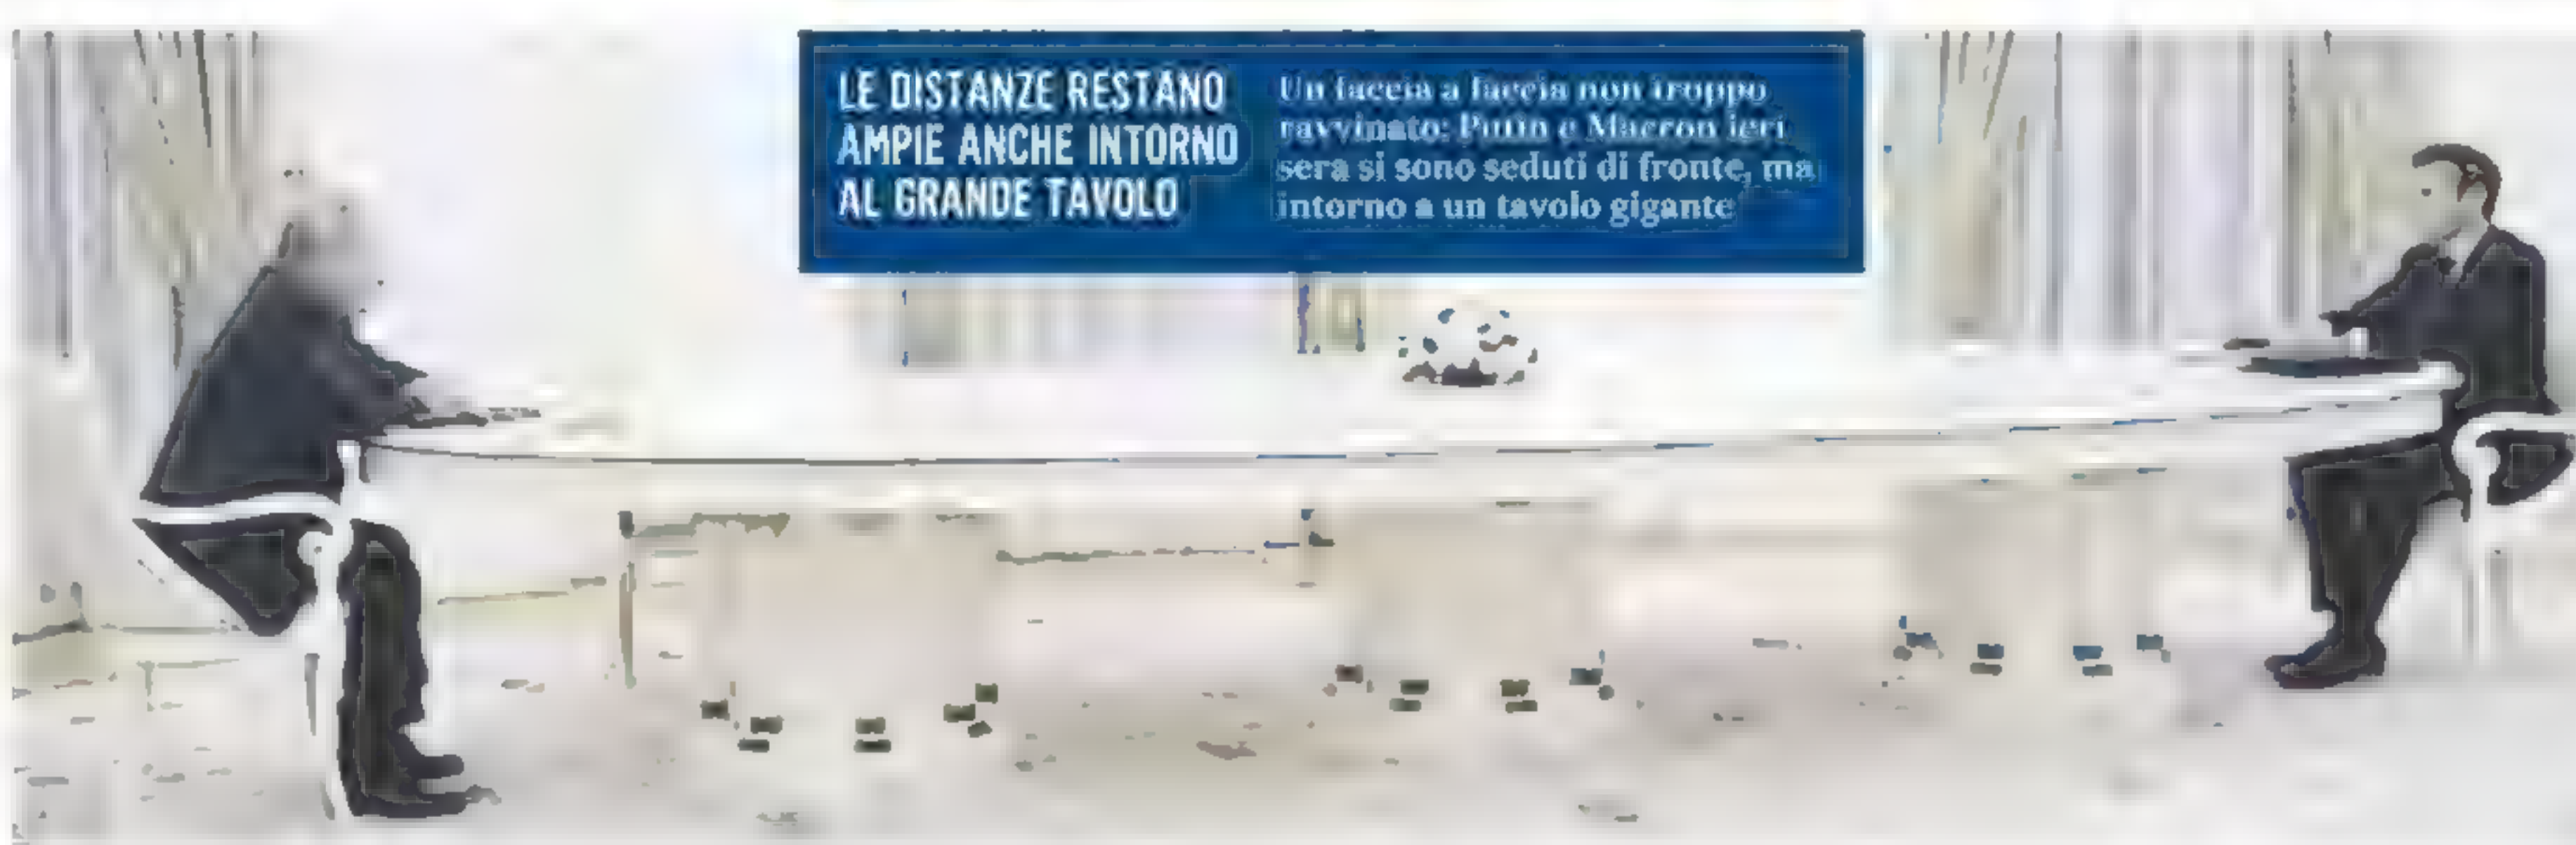 LE DISTANZE RESTANO
AMPIE ANCHE INTORNO
AL GRANDE TAVOLO
Un faccia a faccia non troppo
ravvinato: Putin e Macron ieri
sera si sono seduti di fronte, ma
intorno a un tavolo gigante